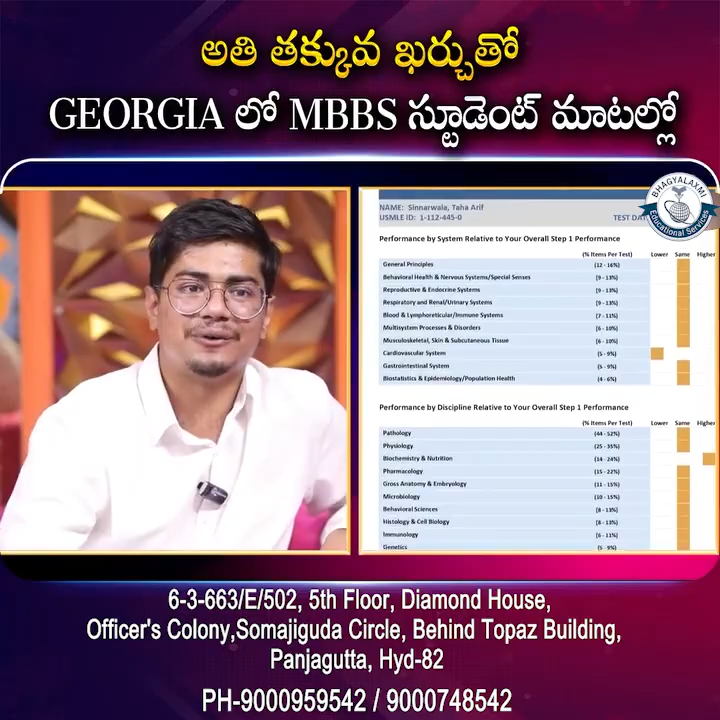 అతి తక్కువ ఖర్చుతో
GEORGIA లో MBBS స్టూడెంట్ మాటల్లో
BHAGYALAXMI
Educational Services
NAME: Sinnarwala, Taha Arif
USMLE ID: 1-112-445-0 TEST DAT
Performance by System Relative to Your Overall Step 1 Performance
(% Items Per Test) Lower Same Higher
General Principles (12 - 16%)
Behavioral Health & Nervous Systems/Special Senses (9 - 13%)
Reproductive & Endocrine Systems (9 - 13%)
Respiratory and Renal/Urinary Systems (9 - 13%)
Blood & Lymphoreticular/Immune Systems (7 - 11%)
Multisystem Processes & Disorders (6 - 10%)
Musculoskeletal, Skin & Subcutaneous Tissue (6 - 10%)
Cardiovascular System (5 - 9%)
Gastrointestinal System (5 - 9%)
Biostatistics & Epidemiology/Population Health (4 - 6%)
Performance by Discipline Relative to Your Overall Step 1 Performance
(% Items Per Test) Lower Same Higher
Pathology (44 - 52%)
Physiology (25 - 35%)
Biochemistry & Nutrition (14 - 24%)
Pharmacology (15 - 22%)
Gross Anatomy & Embryology (11 - 15%)
Microbiology (10 - 15%)
Behavioral Sciences (8 - 13%)
Histology & Cell Biology (8 - 13%)
Immunology (6 - 11%)
Genetics (5 - 9%)
6-3-663/E/502, 5th Floor, Diamond House,
Officer's Colony,Somajiguda Circle, Behind Topaz Building,
Panjagutta, Hyd-82
PH-9000959542 / 9000748542